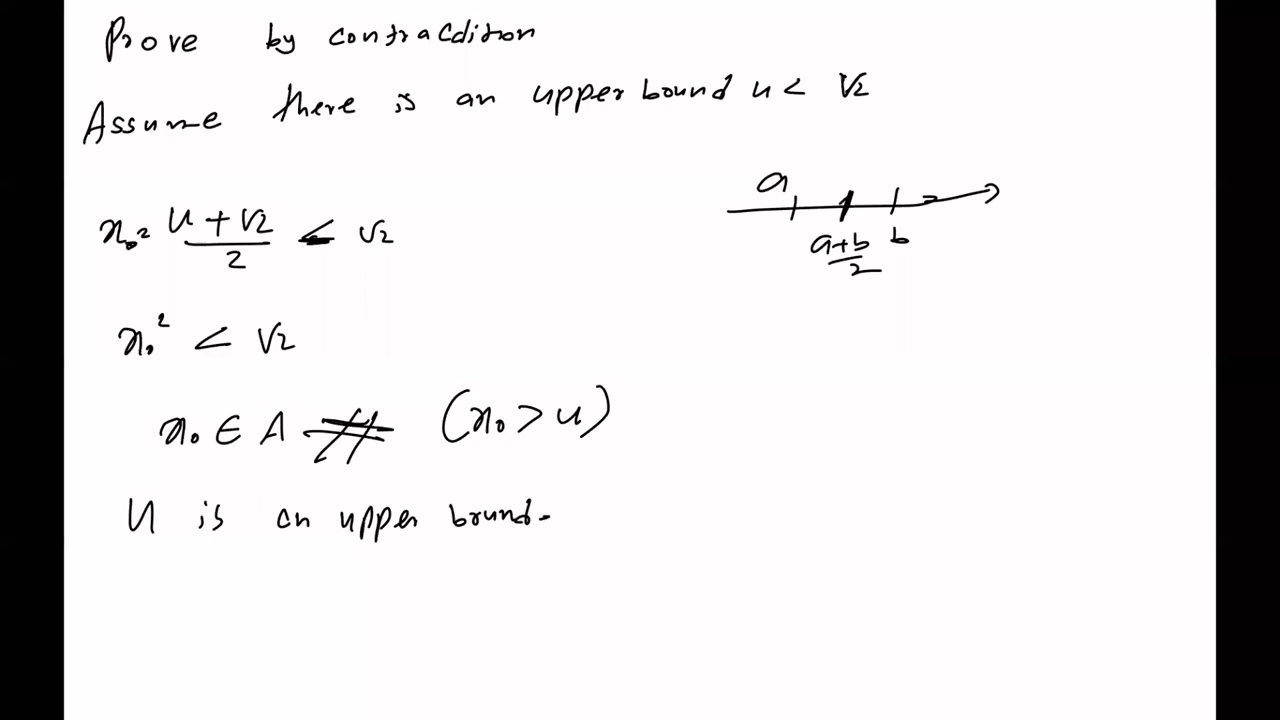 Prove by contraCdition
Assume there is an upper bound u < √2
x₀ = (u + √2)/2 < √2
a
(a+b)/2 b
x₀² < √2
x₀ ∈ A (x₀ > u)
U is an upper bound.